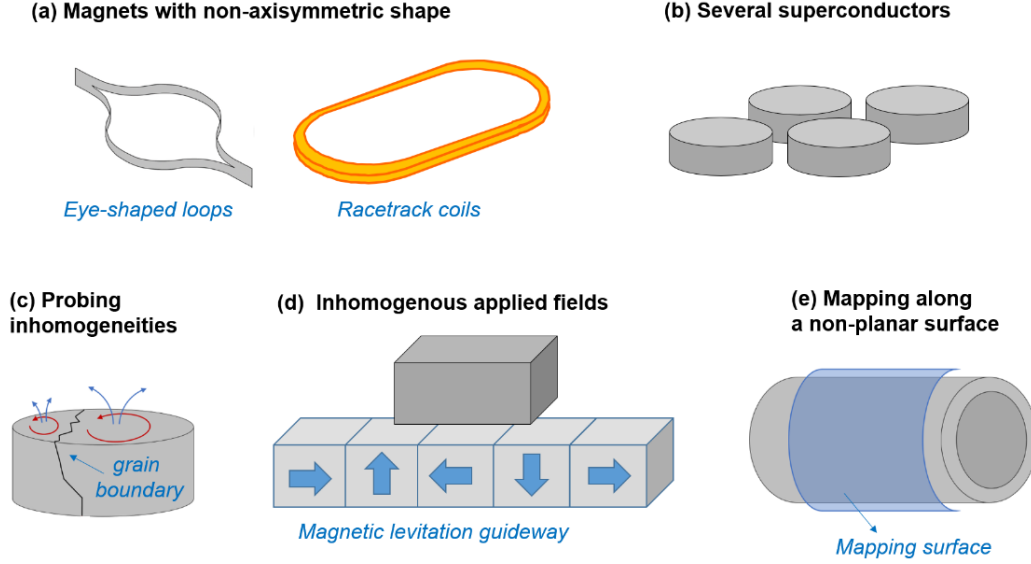 (a) Magnets with non-axisymmetric shape
(b) Several superconductors
Eye-shaped loops
Racetrack coils
(c) Probing
inhomogeneities
(d) Inhomogenous applied fields
(e) Mapping along
a non-planar surface
grain
boundary
Magnetic levitation guideway
Mapping surface